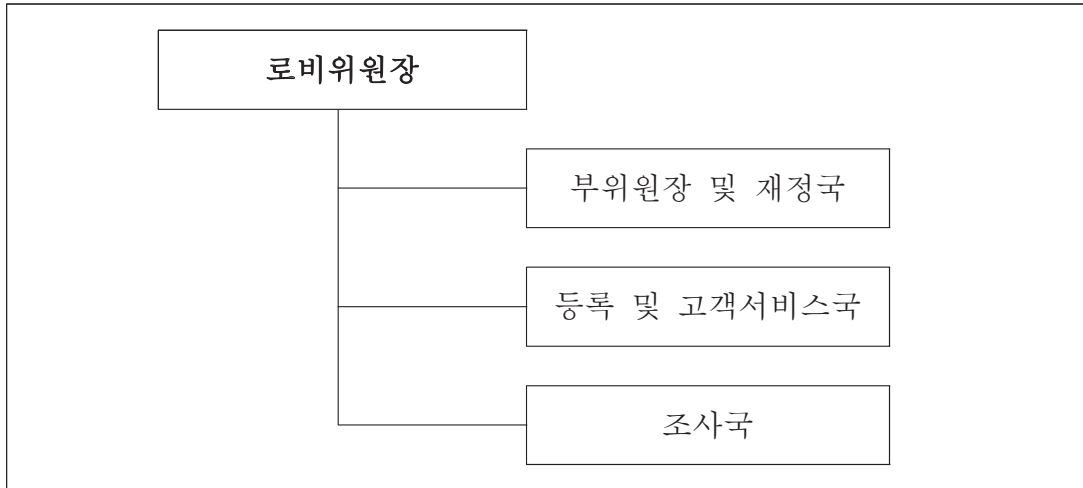 로비위원장
부위원장 및 재정국
등록 및 고객서비스국
조사국